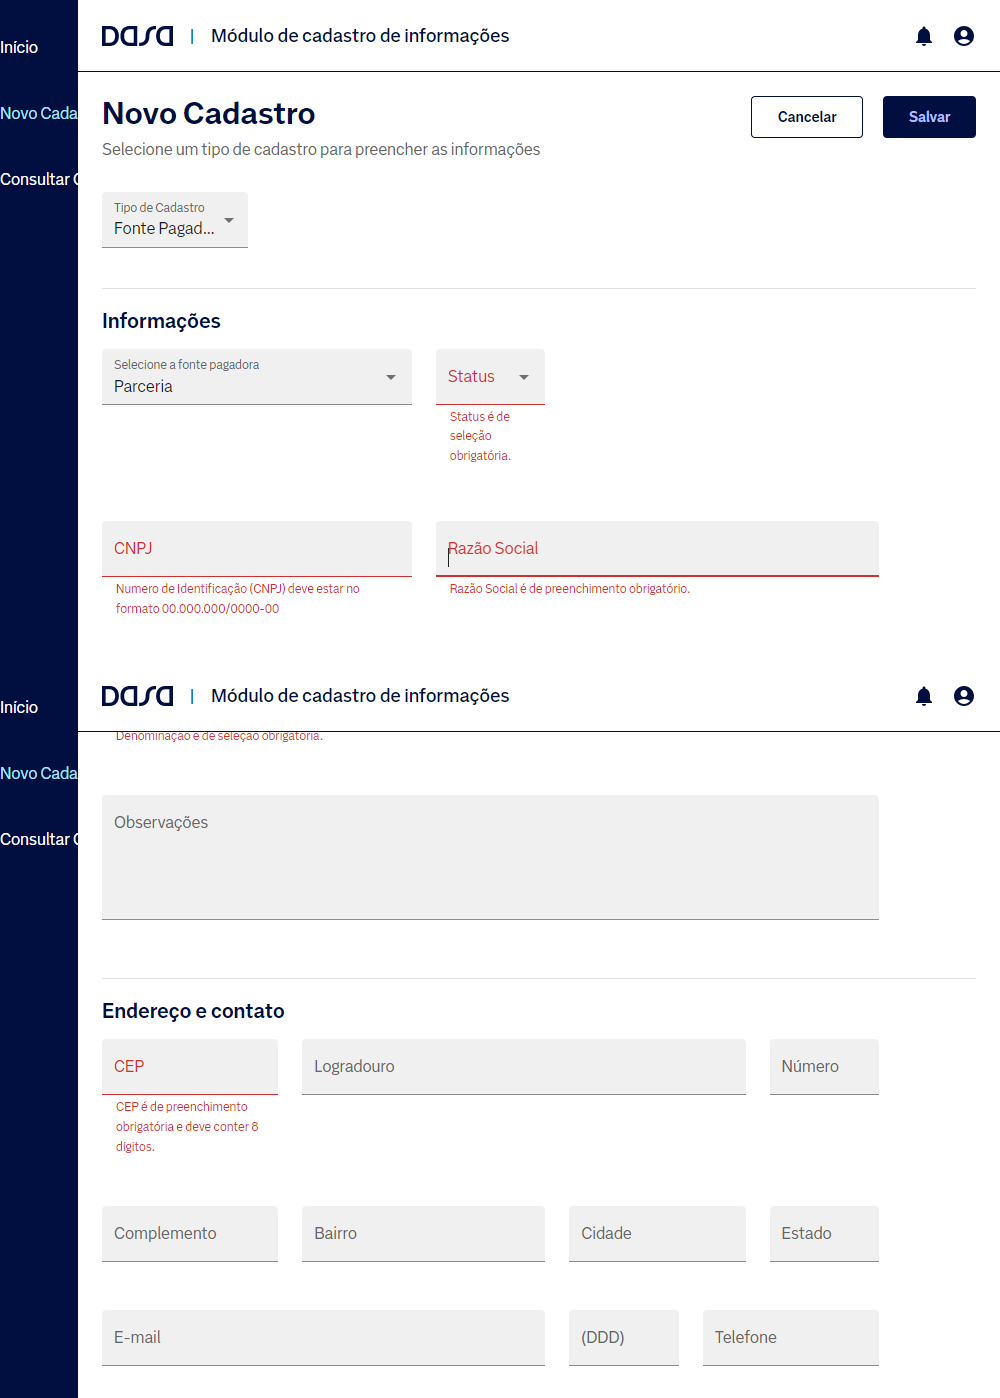 Dasa | Módulo de cadastro de informações
Início
Novo Cada
Consultar C
Novo Cadastro
Cancelar
Salvar
Selecione um tipo de cadastro para preencher as informações
Tipo de Cadastro
Fonte Pagad...
Informações
Selecione a fonte pagadora
Parceria
Status
Status é de
seleção
obrigatória.
CNPJ
Numero de Identificação (CNPJ) deve estar no
formato 00.000.000/0000-00
Razão Social
Razão Social é de preenchimento obrigatório.
Dasa | Módulo de cadastro de informações
Início
Novo Cada
Consultar C
Denominação é de seleção obrigatória.
Observações
Endereço e contato
CEP
CEP é de preenchimento
obrigatória e deve conter 8
dígitos.
Logradouro
Número
Complemento
Bairro
Cidade
Estado
E-mail
(DDD)
Telefone